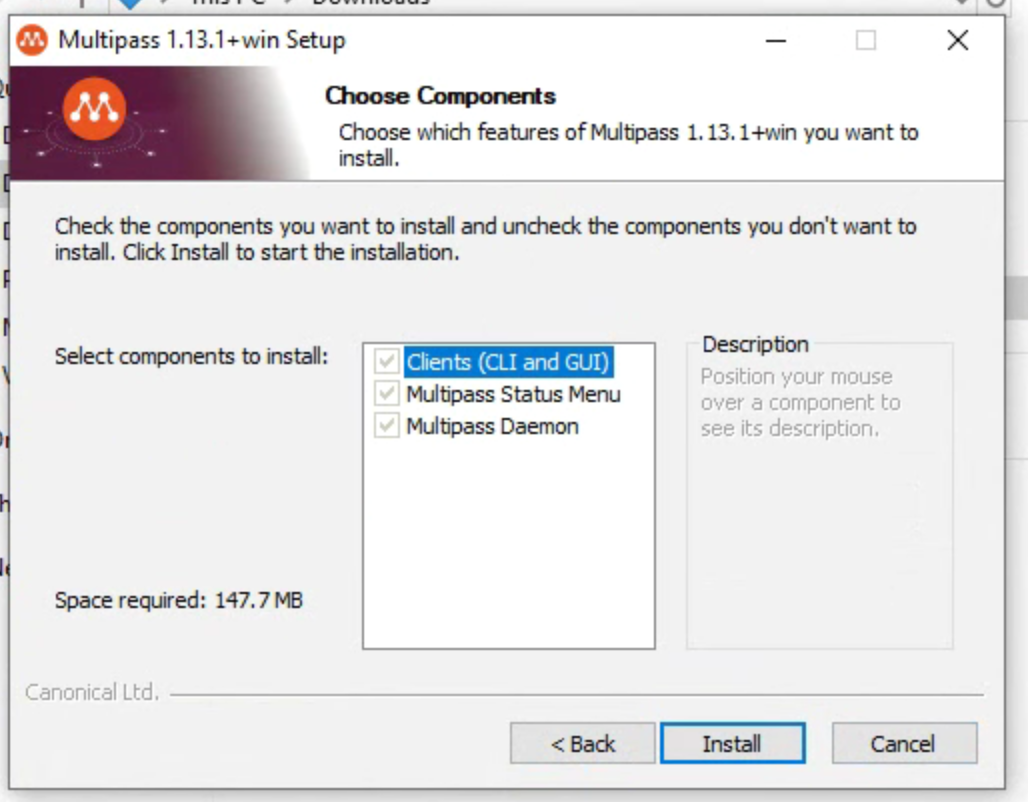 Multipass 1.13.1+win Setup
Choose Components
Choose which features of Multipass 1.13.1+win you want to
install.
Check the components you want to install and uncheck the components you don't want to
install. Click Install to start the installation.
Select components to install:
Clients (CLI and GUI)
Multipass Status Menu
Multipass Daemon
Description
Position your mouse
over a component to
see its description.
Space required: 147.7 MB
Canonical Ltd.
< Back
Install
Cancel